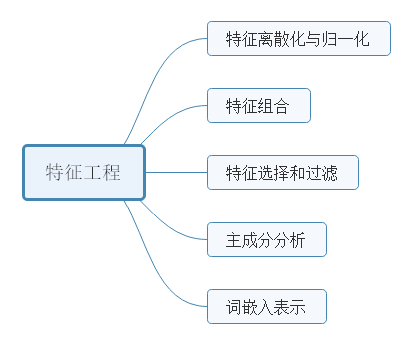 特征工程
特征离散化与归一化
特征组合
特征选择和过滤
主成分分析
词嵌入表示